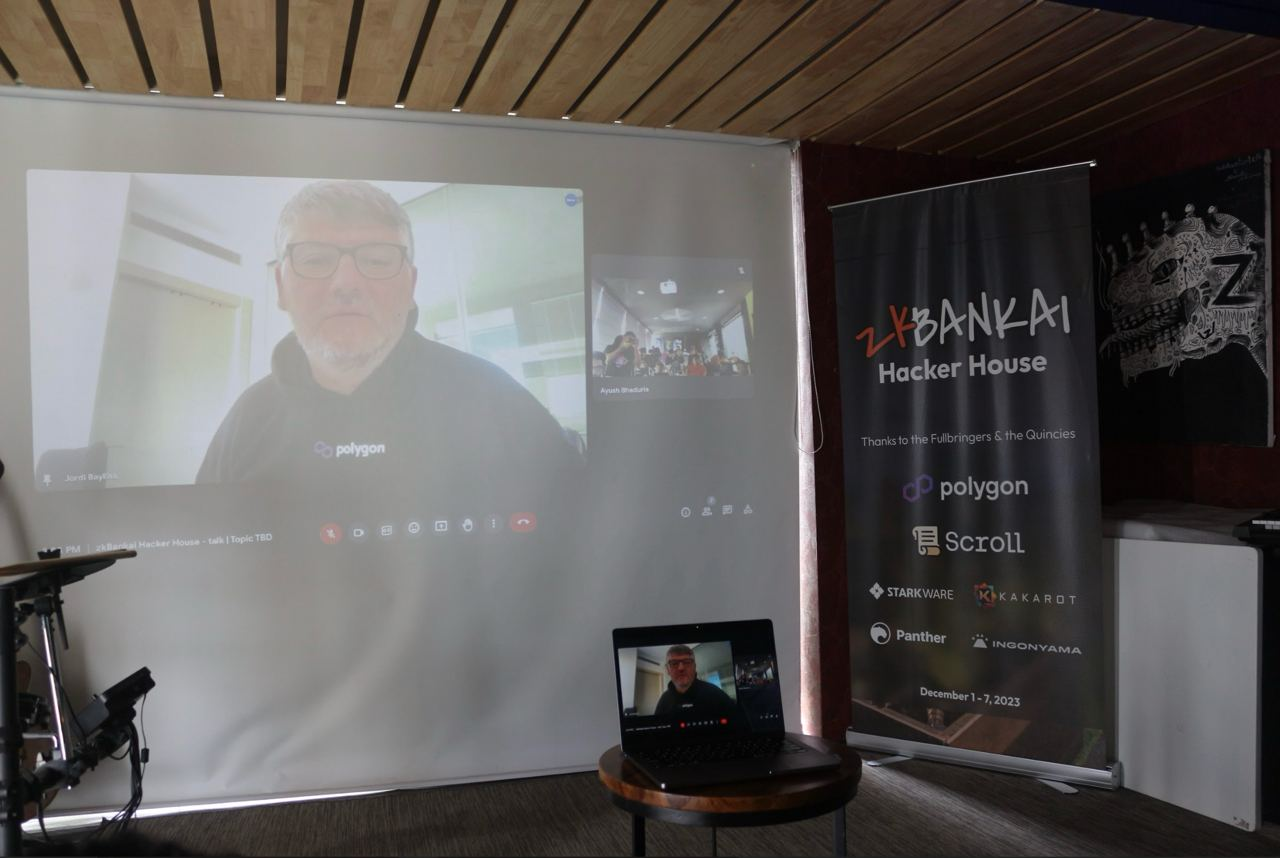 polygon
Jordi Baylina
Ayush Bhaduria
PM | zkBankai Hacker House - talk | Topic TBD
ZKBANKAI
Hacker House
Thanks to the Fullbringers & the Quincies
polygon
Scroll
STARKWARE
KAKAROT
Panther
INGONYAMA
December 1 - 7, 2023
Z